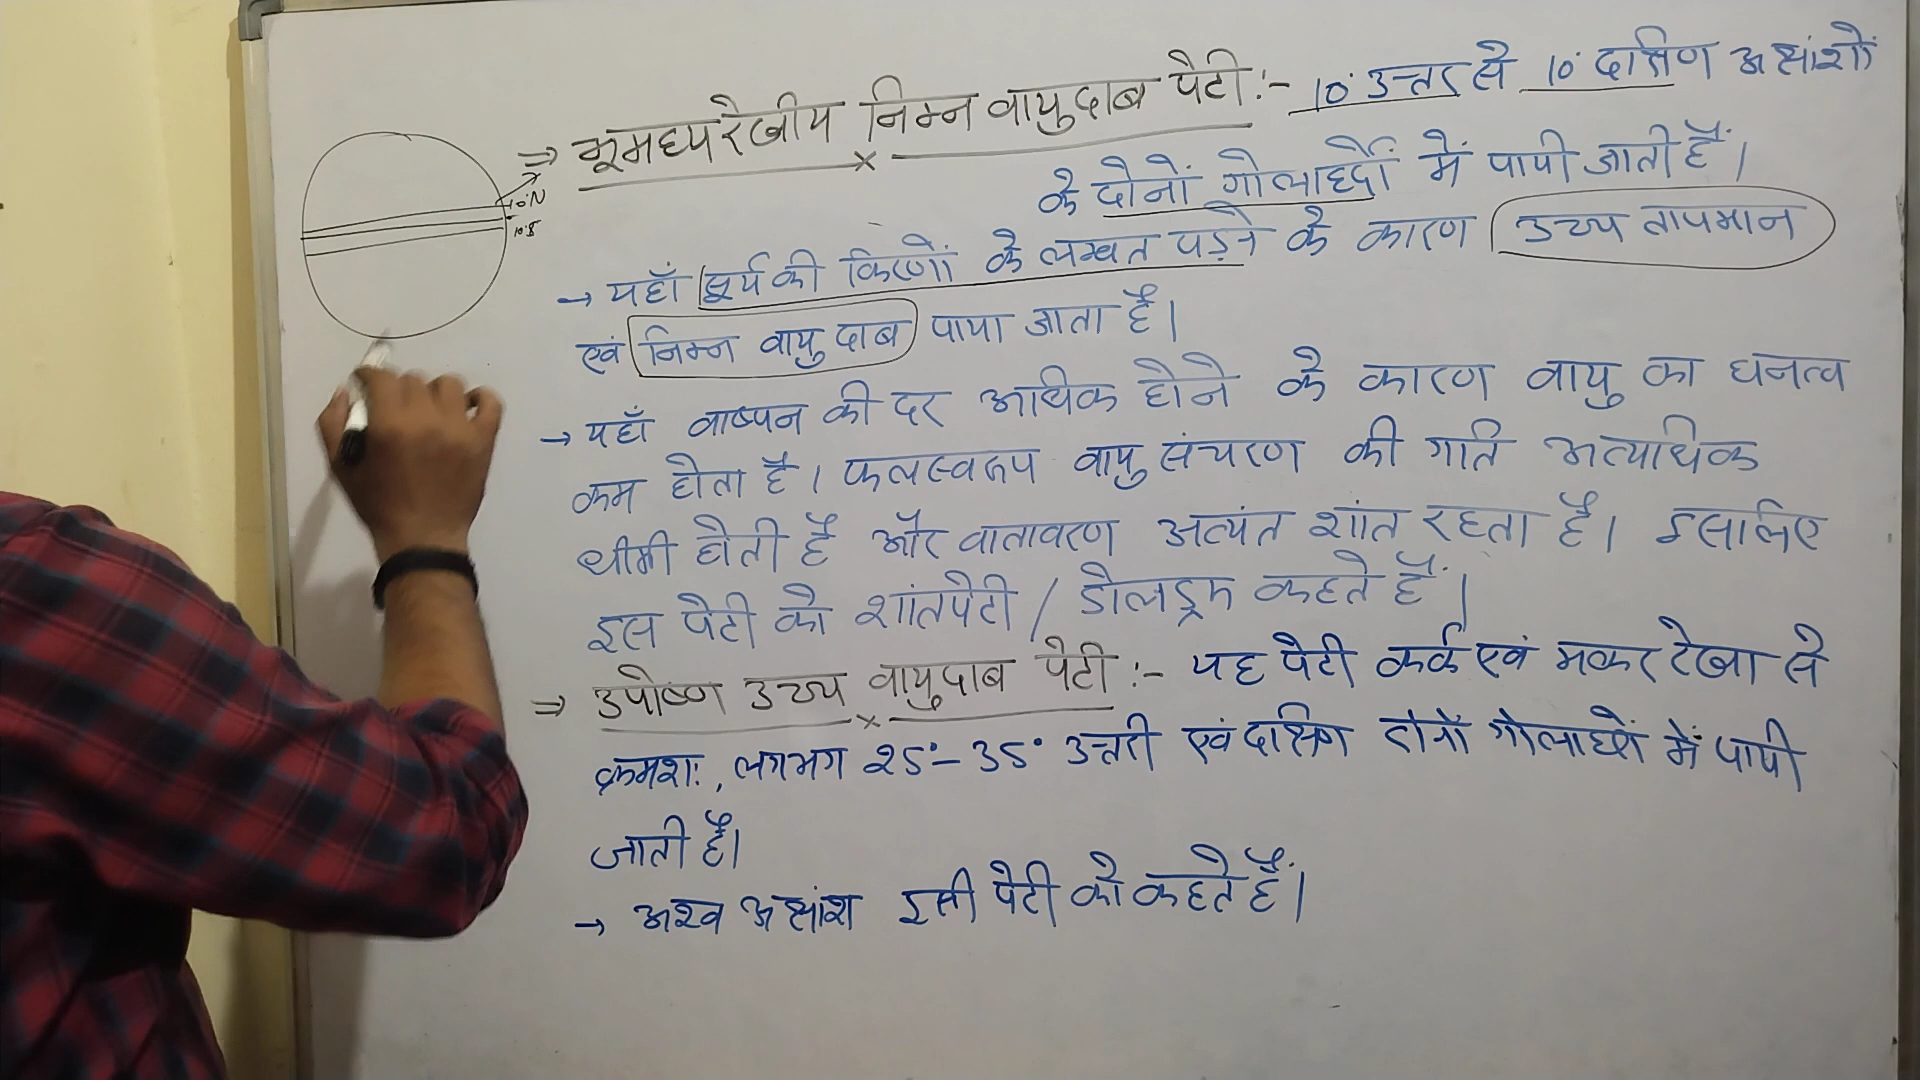 ⇒ भूमध्यरेखीय निम्न वायुदाब पेटी :- 10° उत्तर से 10° दक्षिण अक्षांशों
के दोनों गोलार्द्धों में पायी जाती हैं।
→ यहाँ सूर्य की किरणों के लम्बत पड़ने के कारण उच्च तापमान
एवं निम्न वायु दाब पाया जाता है।
→ यहाँ वाष्पन की दर अधिक होने के कारण वायु का घनत्व
कम होता है। फलस्वरूप वायु संचरण की गति अत्यधिक
धीमी होती है और वातावरण अत्यंत शांत रहता है। इसलिए
इस पेटी को शांतपेटी / डोलड्रम कहते हैं।
⇒ उपोष्ण उच्च वायुदाब पेटी :- यह पेटी कर्क एवं मकर रेखा से
क्रमशः, लगभग 25°-35° उत्तरी एवं दक्षिण दोनों गोलार्धों में पायी
जाती है।
→ अश्व अक्षांश इसी पेटी को कहते हैं।
10°N
10°S